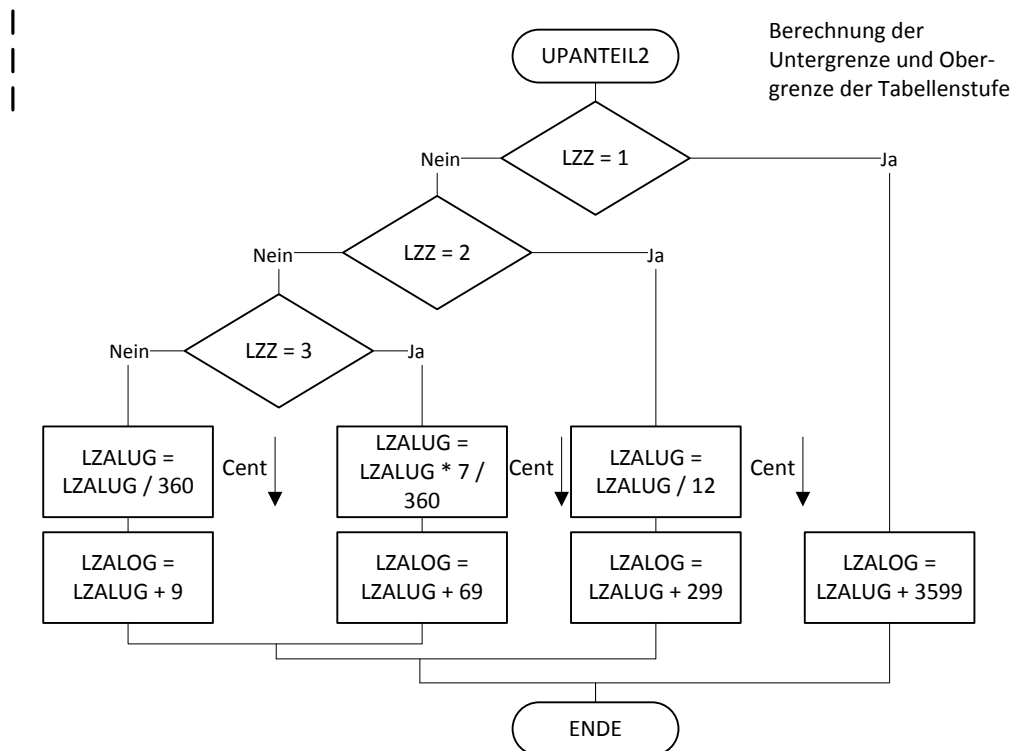 UPANTEIL2
Berechnung der
Untergrenze und Ober-
grenze der Tabellenstufe
LZZ = 1
Nein
Ja
LZZ = 2
Nein
Ja
LZZ = 3
Nein
Ja
LZALUG =
LZALUG / 360
Cent
LZALUG =
LZALUG * 7 /
360
Cent
LZALUG =
LZALUG / 12
Cent
LZALOG =
LZALUG + 9
LZALOG =
LZALUG + 69
LZALOG =
LZALUG + 299
LZALOG =
LZALUG + 3599
ENDE